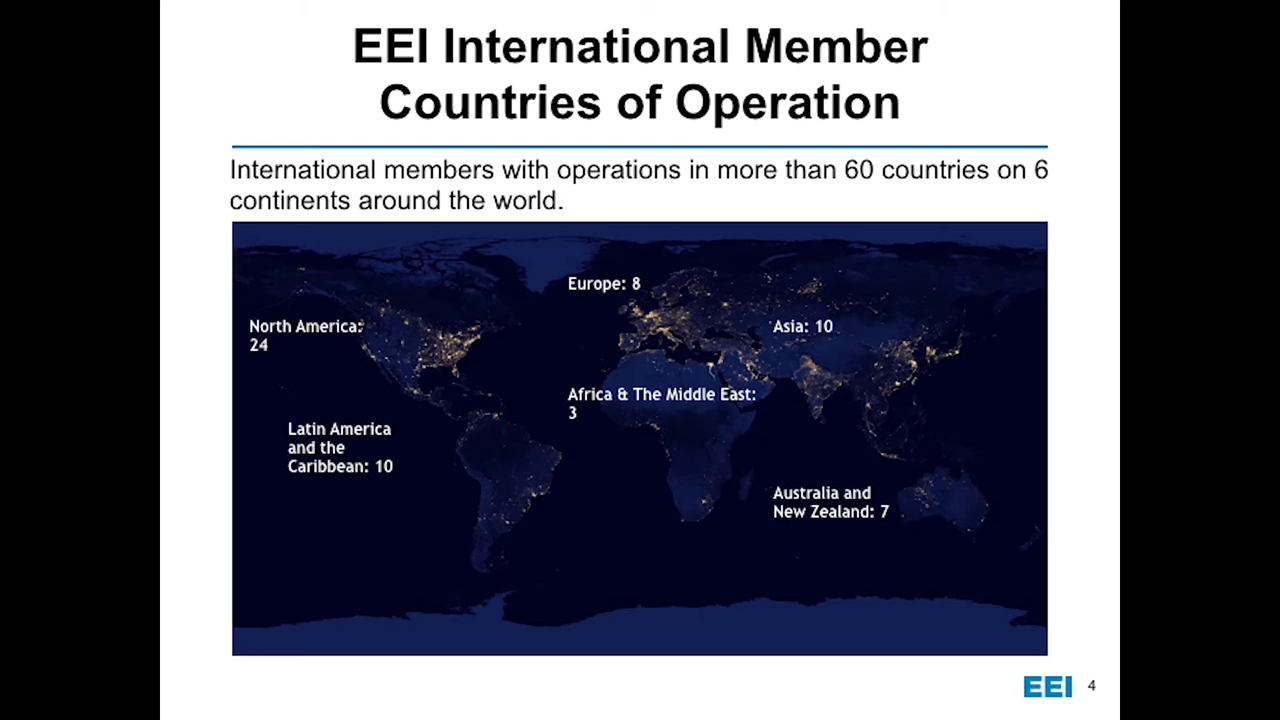 EEI International Member
Countries of Operation
International members with operations in more than 60 countries on 6
continents around the world.
Europe: 8
North America:
24
Asia: 10
Africa & The Middle East:
3
Latin America
and the
Caribbean: 10
Australia and
New Zealand: 7
EEI 4